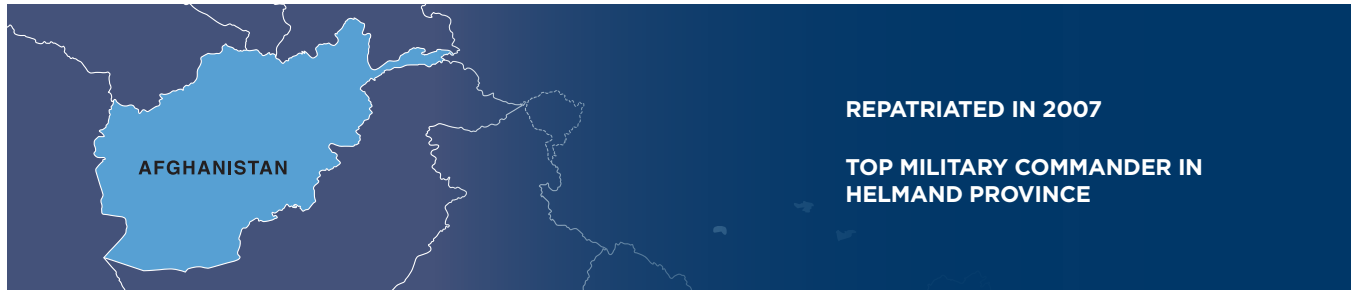 AFGHANISTAN
REPATRIATED IN 2007
TOP MILITARY COMMANDER IN
HELMAND PROVINCE